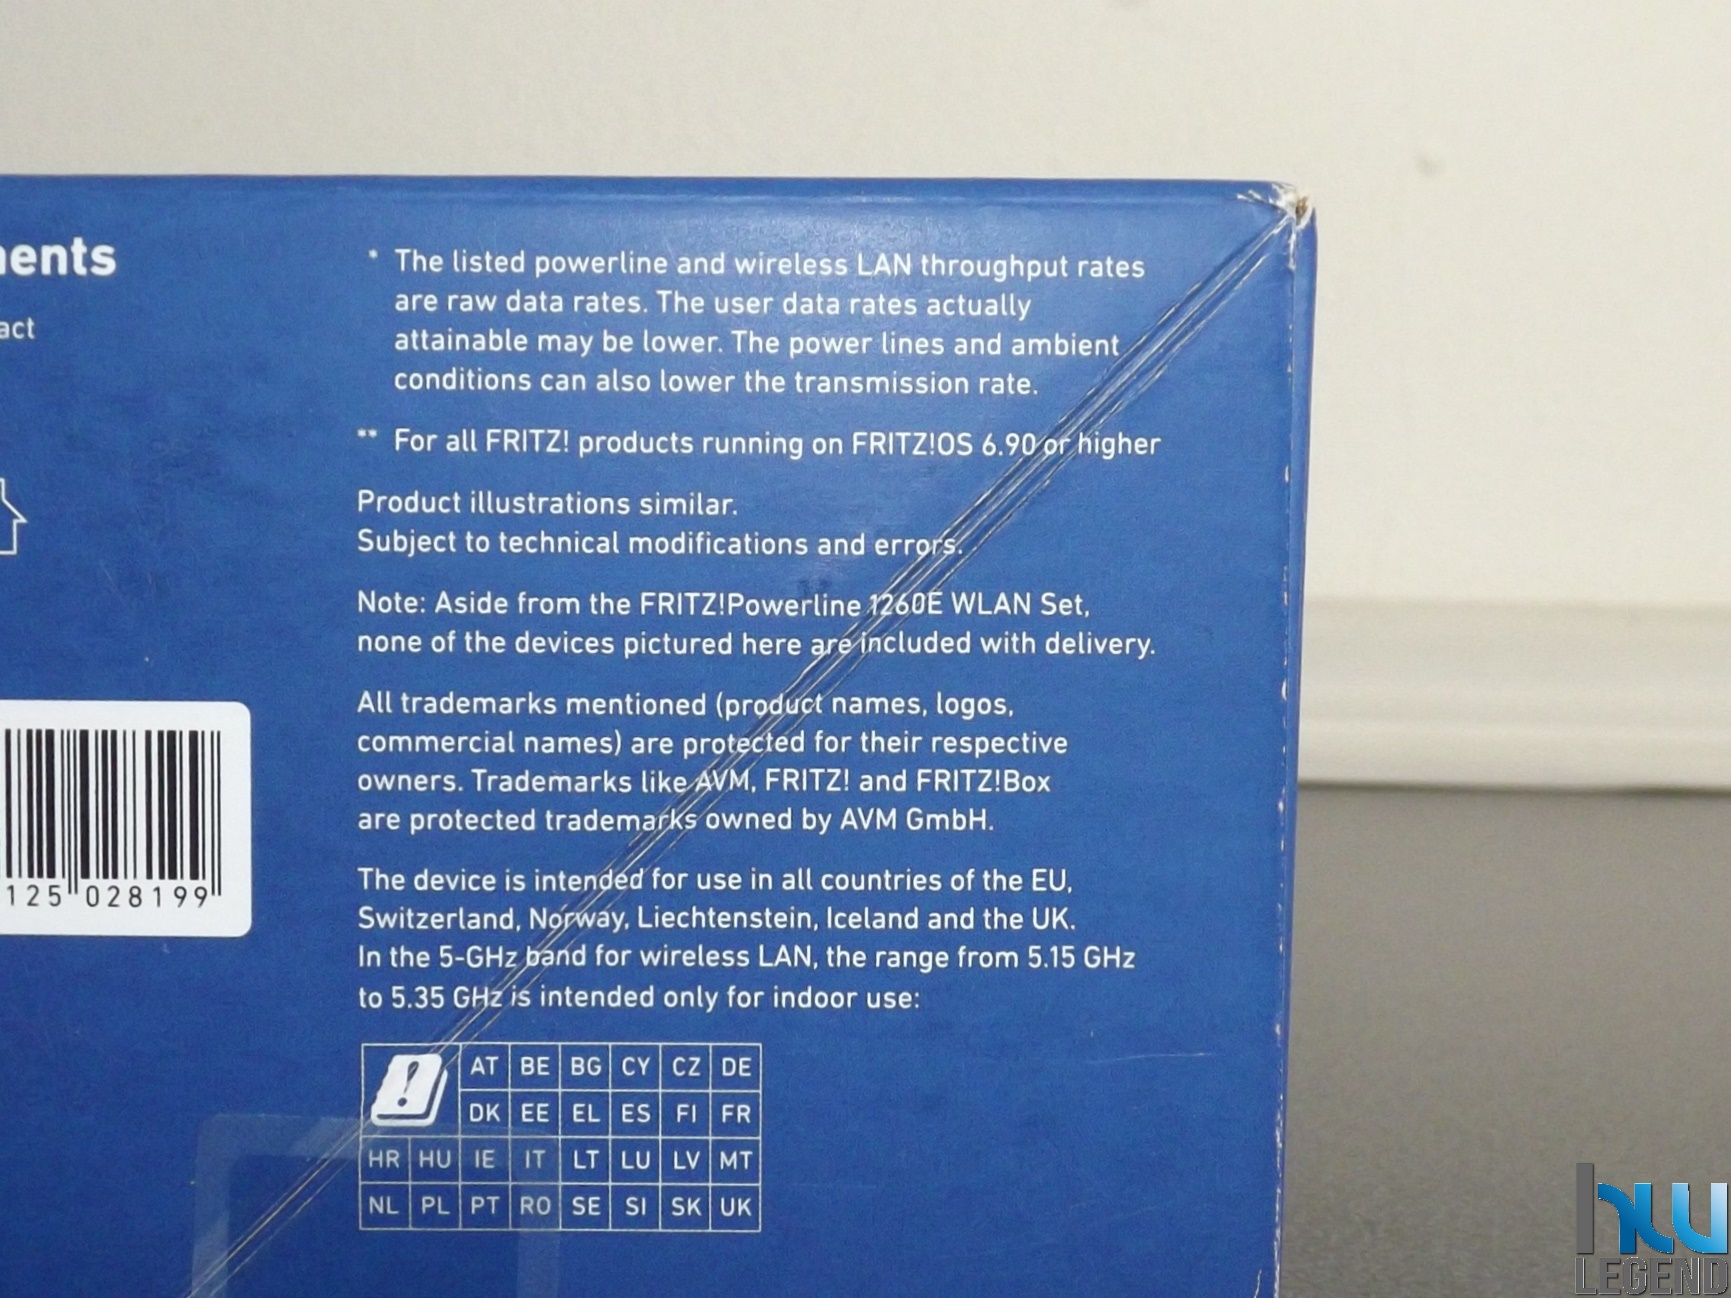 * The listed powerline and wireless LAN throughput rates
are raw data rates. The user data rates actually
attainable may be lower. The power lines and ambient
conditions can also lower the transmission rate.
** For all FRITZ! products running on FRITZ!OS 6.90 or higher
Product illustrations similar.
Subject to technical modifications and errors.
Note: Aside from the FRITZ!Powerline 1260E WLAN Set,
none of the devices pictured here are included with delivery.
All trademarks mentioned (product names, logos,
commercial names) are protected for their respective
owners. Trademarks like AVM, FRITZ! and FRITZ!Box
are protected trademarks owned by AVM GmbH.
The device is intended for use in all countries of the EU,
Switzerland, Norway, Liechtenstein, Iceland and the UK.
In the 5-GHz band for wireless LAN, the range from 5.15 GHz
to 5.35 GHz is intended only for indoor use:
AT BE BG CY CZ DE
DK EE EL ES FI FR
HR HU IE IT LT LU LV MT
NL PL PT RO SE SI SK UK
125 028199
LEGEND